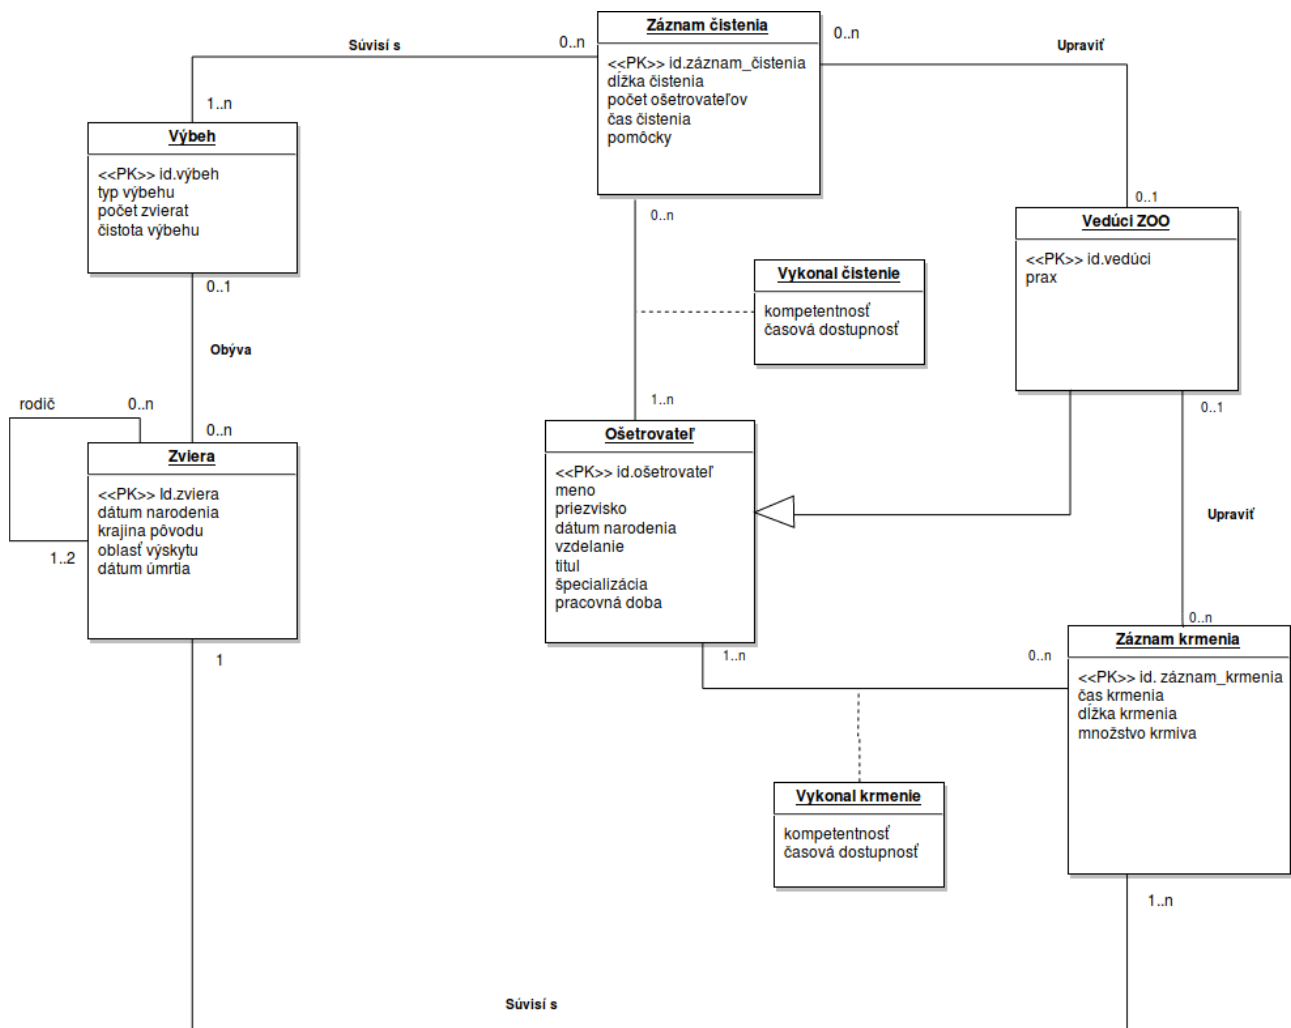 Záznam čistenia
<<PK>> id.záznam_čistenia
dĺžka čistenia
počet ošetrovateľov
čas čistenia
pomôcky
Súvisí s
0..n
0..n
Upraviť
1..n
Výbeh
<<PK>> id.výbeh
typ výbehu
počet zvierat
čistota výbehu
0..1
Vedúci ZOO
<<PK>> id.vedúci
prax
0..n
Vykonal čistenie
kompetentnosť
časová dostupnosť
0..1
Obýva
rodič
0..n
0..n
1..n
0..1
Zviera
<<PK>> Id.zviera
dátum narodenia
krajina pôvodu
oblasť výskytu
dátum úmrtia
1..2
Ošetrovateľ
<<PK>> id.ošetrovateľ
meno
priezvisko
dátum narodenia
vzdelanie
titul
špecializácia
pracovná doba
Upraviť
0..n
1
1..n
0..n
Záznam krmenia
<<PK>> id. záznam_krmenia
čas krmenia
dĺžka krmenia
množstvo krmiva
Vykonal krmenie
kompetentnosť
časová dostupnosť
1..n
Súvisí s